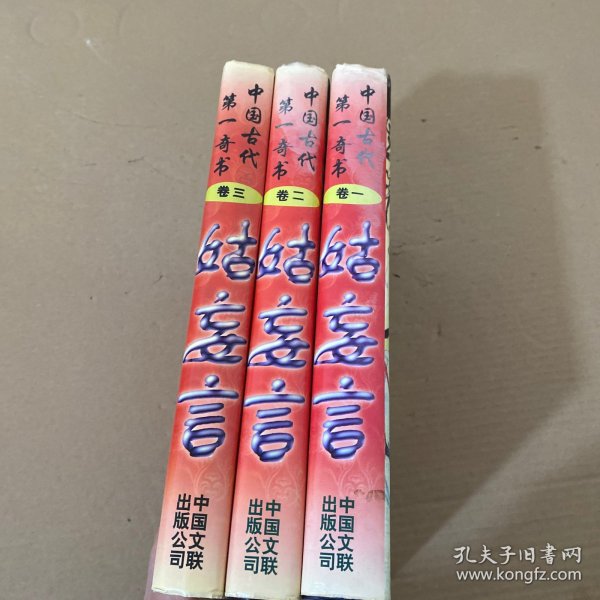 中国古代
第一奇书
卷三
姑妄言
中国文联
出版公司
中国古代
第一奇书
卷二
姑妄言
中国文联
出版公司
中国古代
第一奇书
卷一
姑妄言
中国文联
出版公司
孔夫子旧书网
www.kongfz.com